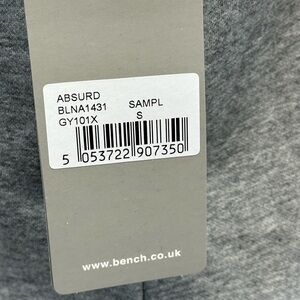 ABSURD
BLNA1431 SAMPL
GY101X S
5 053722 907350
www.bench.co.uk